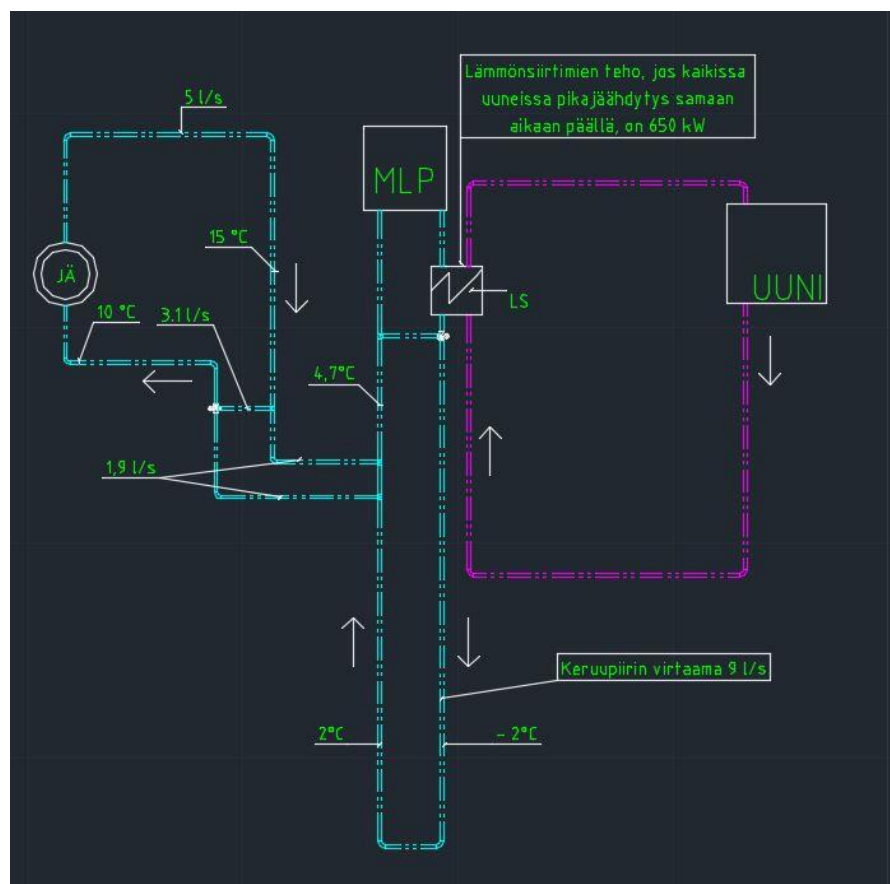 5 l/s
Lämmönsiirtimien teho, jos kaikissa
uuneissa pikajäähdytys samaan
aikaan päällä, on 650 kW
MLP
15 °C
JÄ
UUNI
LS
10 °C
3.1 l/s
4,7°C
1,9 l/s
Keruupiirin virtaama 9 l/s
2°C
- 2°C